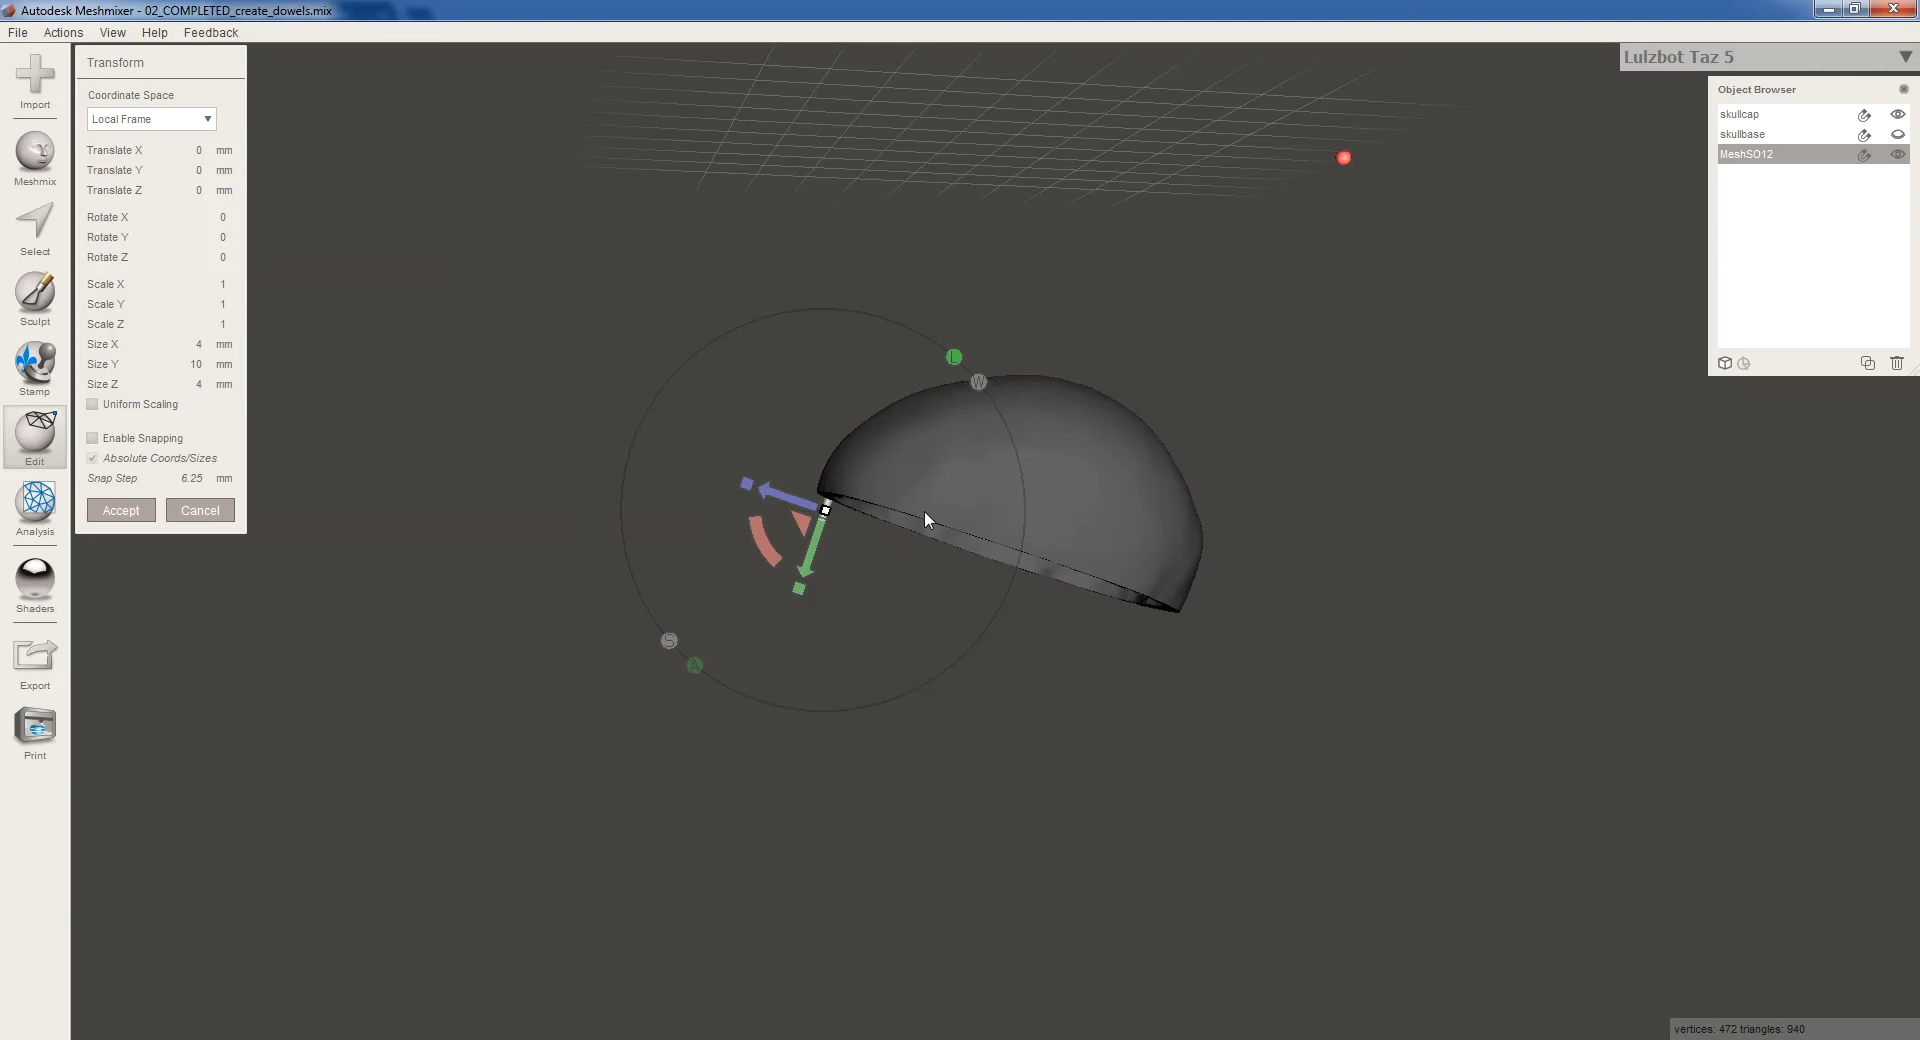 Autodesk Meshmixer - 02_COMPLETED_create_dowels.mix
File Actions View Help Feedback
Import
Meshmix
Select
Sculpt
Stamp
Edit
Analysis
Shaders
Export
Print
Transform
Coordinate Space
Local Frame
Translate X 0 mm
Translate Y 0 mm
Translate Z 0 mm
Rotate X 0
Rotate Y 0
Rotate Z 0
Scale X 1
Scale Y 1
Scale Z 1
Size X 4 mm
Size Y 10 mm
Size Z 4 mm
Uniform Scaling
Enable Snapping
Absolute Coords/Sizes
Snap Step 6.25 mm
Accept Cancel
L
W
S
A
Lulzbot Taz 5
Object Browser
skullcap
skullbase
MeshSO12
vertices: 472 triangles: 940